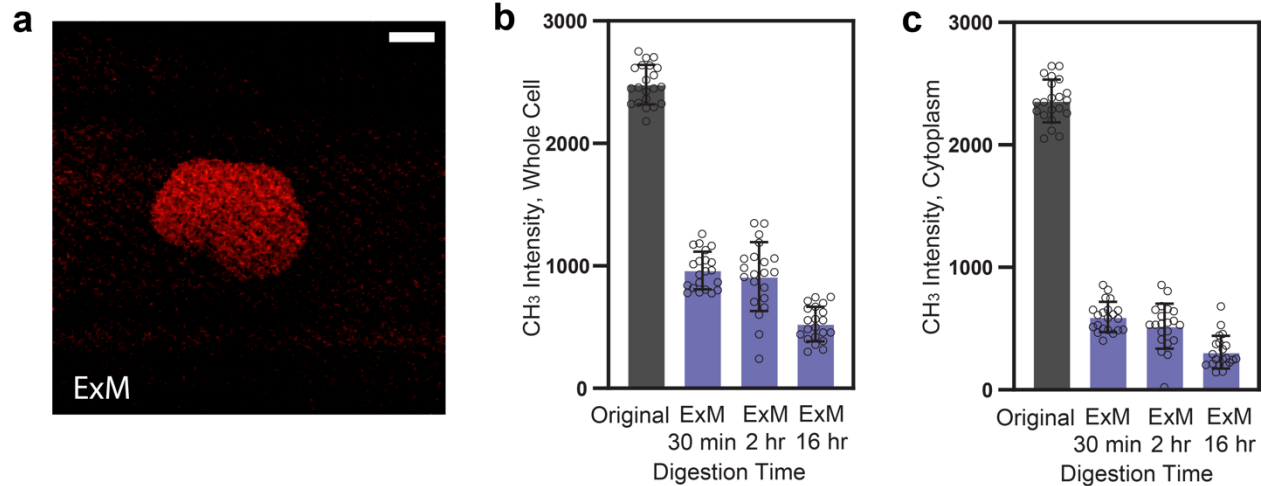 a
ExM
b
CH₃ Intensity, Whole Cell
3000
2000
1000
0
Original
ExM
30 min
ExM
2 hr
ExM
16 hr
Digestion Time
c
CH₃ Intensity, Cytoplasm
3000
2000
1000
0
Original
ExM
30 min
ExM
2 hr
ExM
16 hr
Digestion Time